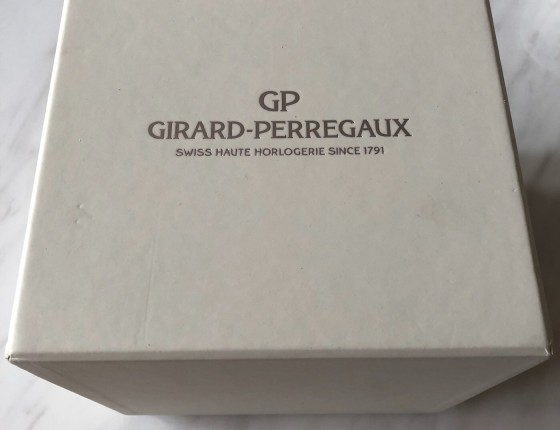 GP
GIRARD-PERREGAUX
SWISS HAUTE HORLOGERIE SINCE 1791